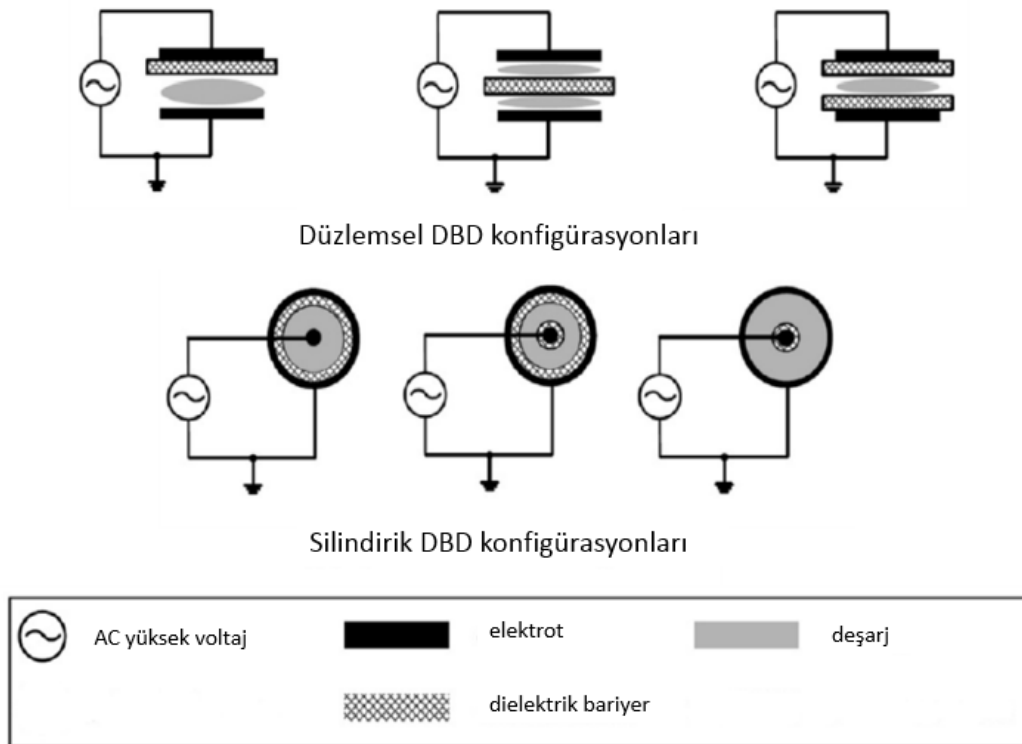 Düzlemsel DBD konfigürasyonları
Silindirik DBD konfigürasyonları
AC yüksek voltaj
elektrot
deşarj
dielektrik bariyer